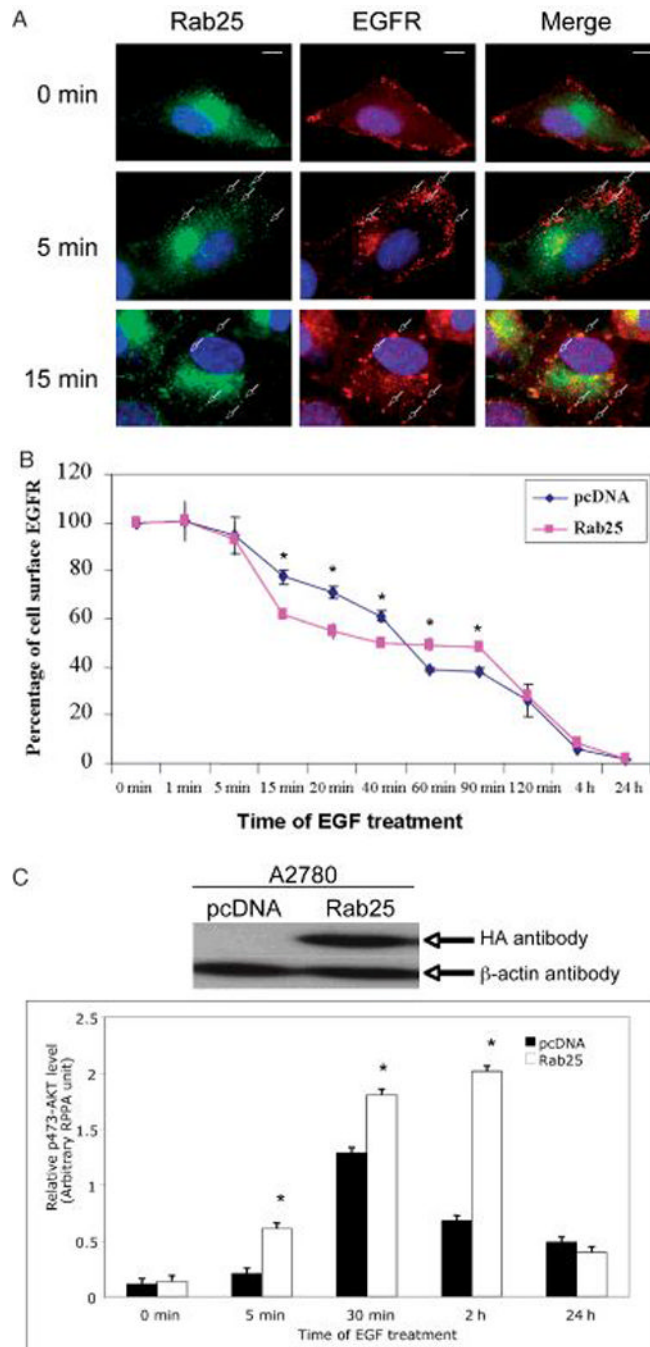 A
Rab25 EGFR Merge
0 min
5 min
15 min
B
120
100
80
60
40
20
0
Percentage of cell surface EGFR
pcDNA
Rab25
* * * * *
0 min 1 min 5 min 15 min 20 min 40 min 60 min 90 min 120 min 4 h 24 h
Time of EGF treatment
C
A2780
pcDNA Rab25
HA antibody
β-actin antibody
2.5
2
1.5
1
0.5
0
Relative p473-AKT level
(Arbitrary RPPA unit)
pcDNA
Rab25
* * *
0 min 5 min 30 min 2 h 24 h
Time of EGF treatment